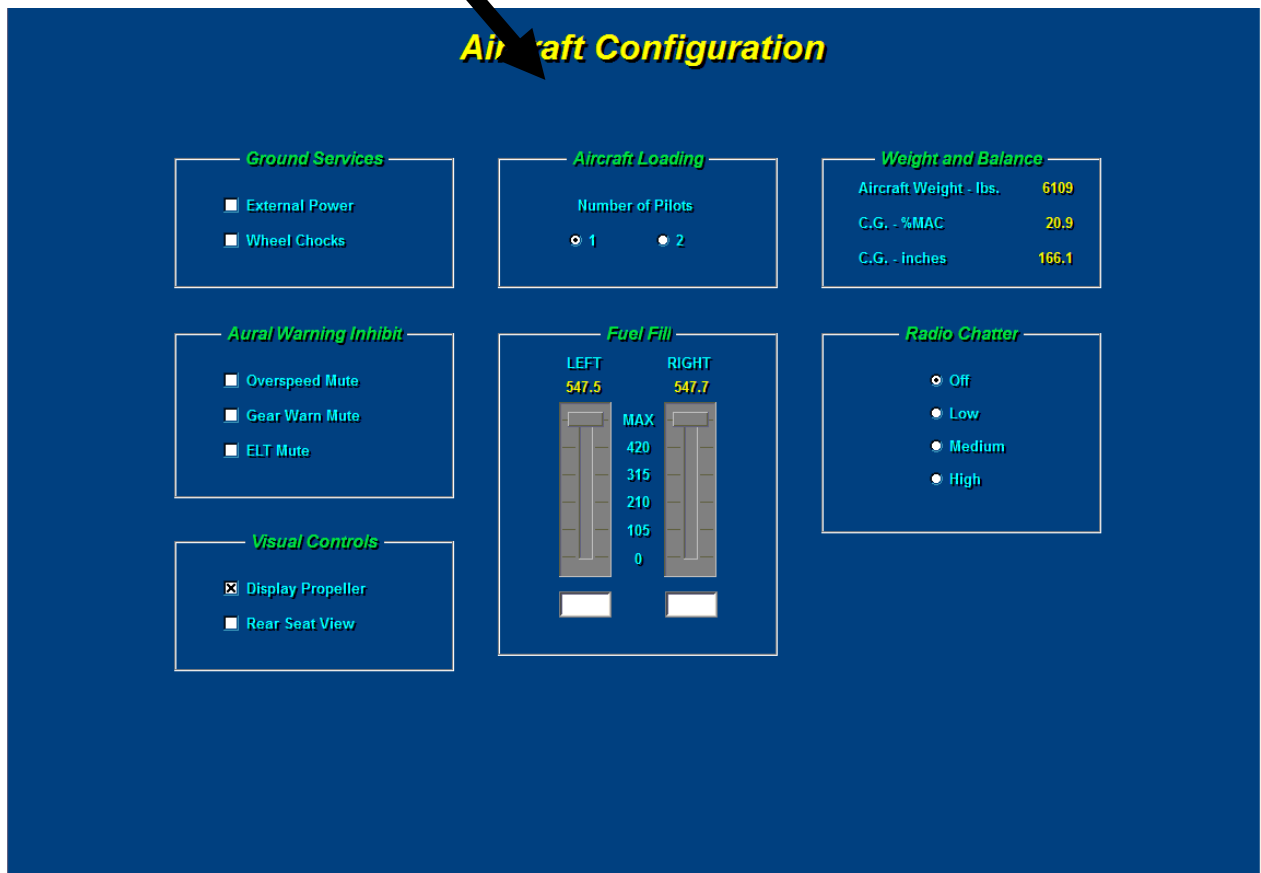 Aircraft Configuration
Ground Services
External Power
Wheel Chocks
Aircraft Loading
Number of Pilots
1 2
Weight and Balance
Aircraft Weight - lbs. 6109
C.G. - %MAC 20.9
C.G. - inches 166.1
Aural Warning Inhibit
Overspeed Mute
Gear Warn Mute
ELT Mute
Fuel Fill
LEFT RIGHT
547.5 547.7
MAX
420
315
210
105
0
Radio Chatter
Off
Low
Medium
High
Visual Controls
Display Propeller
Rear Seat View